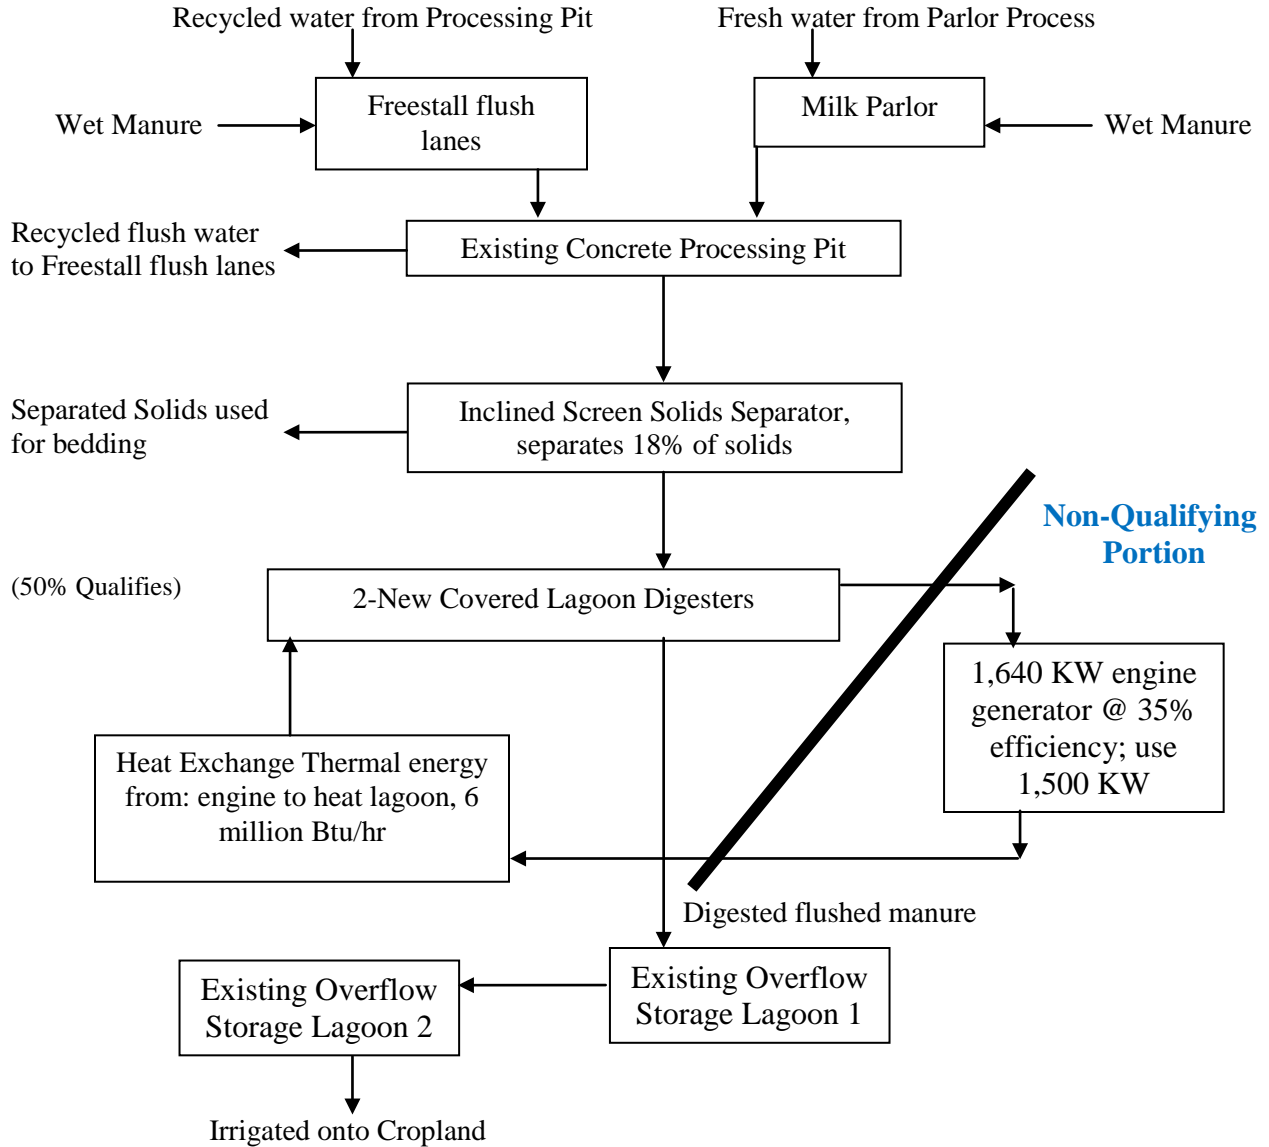 Recycled water from Processing Pit
Fresh water from Parlor Process
Wet Manure
Freestall flush
lanes
Milk Parlor
Wet Manure
Recycled flush water
to Freestall flush lanes
Existing Concrete Processing Pit
Separated Solids used
for bedding
Inclined Screen Solids Separator,
separates 18% of solids
Non-Qualifying
Portion
(50% Qualifies)
2-New Covered Lagoon Digesters
1,640 KW engine
generator @ 35%
efficiency; use
1,500 KW
Heat Exchange Thermal energy
from: engine to heat lagoon, 6
million Btu/hr
Digested flushed manure
Existing Overflow
Storage Lagoon 2
Existing Overflow
Storage Lagoon 1
Irrigated onto Cropland